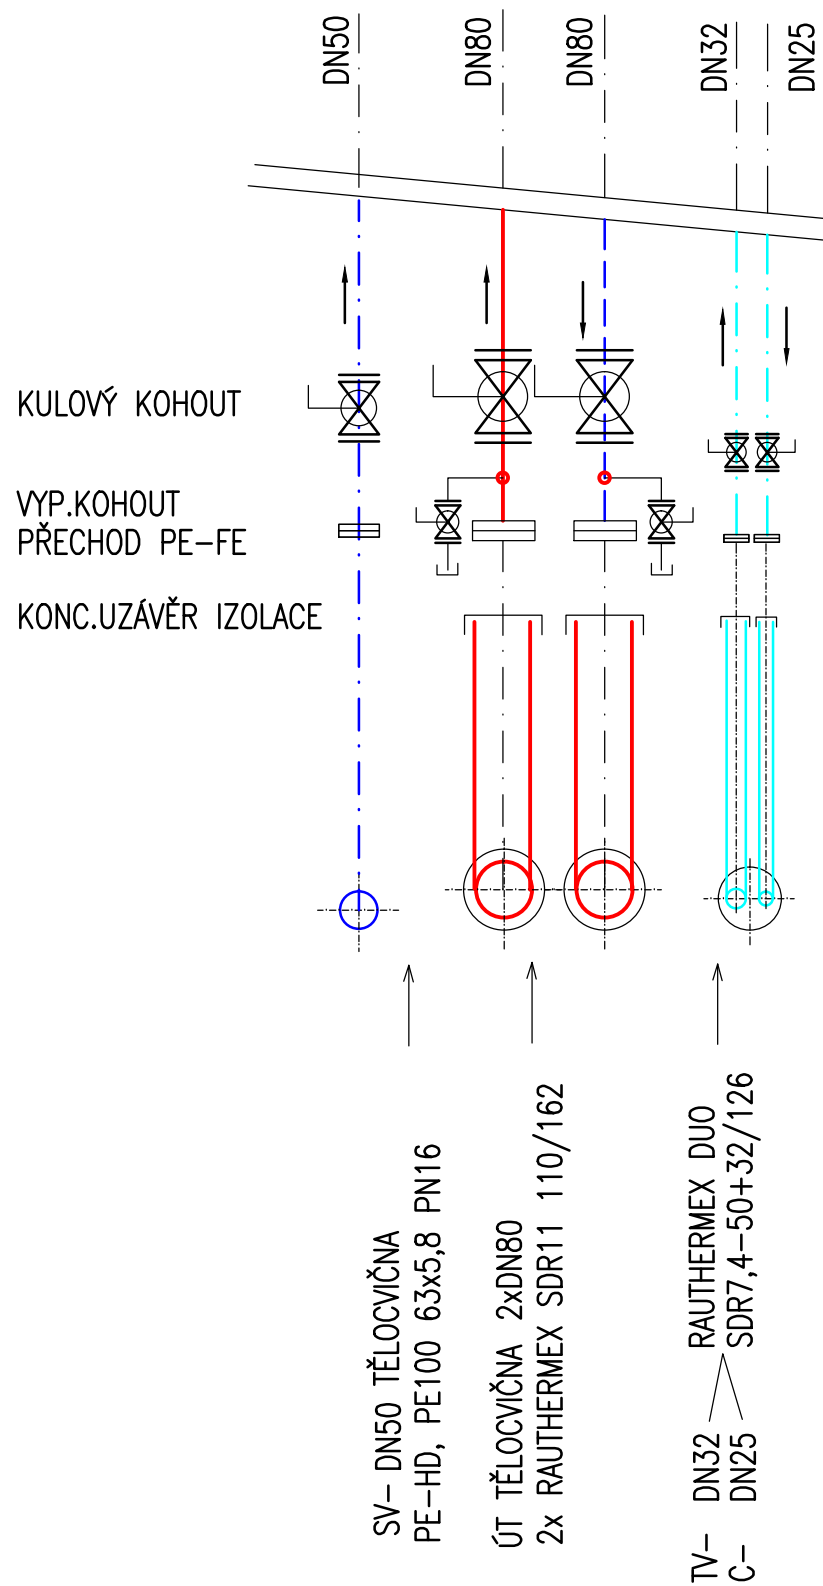 DN50
DN80
DN80
DN32
DN25
KULOVÝ KOHOUT
VYP.KOHOUT
PŘECHOD PE-FE
KONC.UZÁVĚR IZOLACE
SV- DN50 TĚLOCVIČNA
PE-HD, PE100 63x5,8 PN16
ÚT TĚLOCVIČNA 2xDN80
2x RAUTHERMEX SDR11 110/162
RAUTHERMEX DUO
SDR7,4-50+32/126
TV- DN32
C- DN25